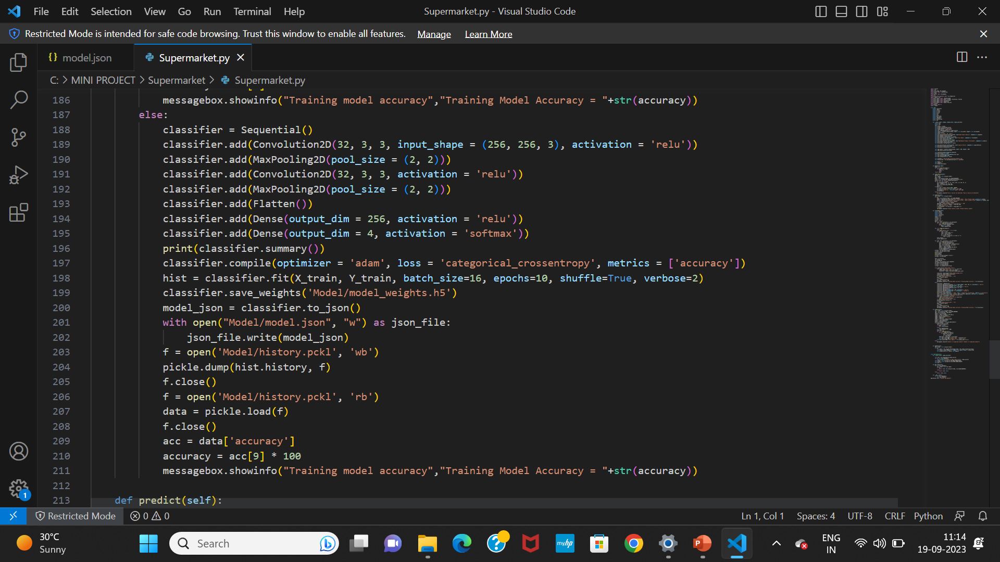 File Edit Selection View Go Run Terminal Help
Supermarket.py - Visual Studio Code
Restricted Mode is intended for safe code browsing. Trust this window to enable all features. Manage Learn More
model.json
Supermarket.py
C: > MINI PROJECT > Supermarket > Supermarket.py
186 messagebox.showinfo("Training model accuracy","Training Model Accuracy = "+str(accuracy))
187 else:
188 classifier = Sequential()
189 classifier.add(Convolution2D(32, 3, 3, input_shape = (256, 256, 3), activation = 'relu'))
190 classifier.add(MaxPooling2D(pool_size = (2, 2)))
191 classifier.add(Convolution2D(32, 3, 3, activation = 'relu'))
192 classifier.add(MaxPooling2D(pool_size = (2, 2)))
193 classifier.add(Flatten())
194 classifier.add(Dense(output_dim = 256, activation = 'relu'))
195 classifier.add(Dense(output_dim = 4, activation = 'softmax'))
196 print(classifier.summary())
197 classifier.compile(optimizer = 'adam', loss = 'categorical_crossentropy', metrics = ['accuracy'])
198 hist = classifier.fit(X_train, Y_train, batch_size=16, epochs=10, shuffle=True, verbose=2)
199 classifier.save_weights('Model/model_weights.h5')
200 model_json = classifier.to_json()
201 with open("Model/model.json", "w") as json_file:
202 json_file.write(model_json)
203 f = open('Model/history.pckl', 'wb')
204 pickle.dump(hist.history, f)
205 f.close()
206 f = open('Model/history.pckl', 'rb')
207 data = pickle.load(f)
208 f.close()
209 acc = data['accuracy']
210 accuracy = acc[9] * 100
211 messagebox.showinfo("Training model accuracy","Training Model Accuracy = "+str(accuracy))
212
213 def predict(self):
1
Restricted Mode 0 0
Ln 1, Col 1 Spaces: 4 UTF-8 CRLF Python
30°C
Sunny
Search
myhp
ENG
IN
11:14
19-09-2023